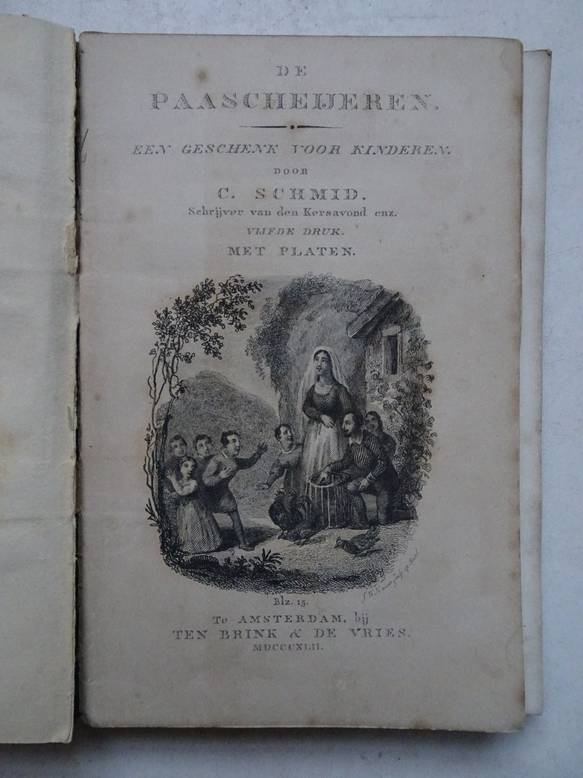 DE
PAASCHEIJEREN.
EEN GESCHENK VOOR KINDEREN.
DOOR
C. SCHMID.
Schrijver van den Kersavond enz.
VIJFDE DRUK.
MET PLATEN.
Blz. 15.
Te AMSTERDAM, bij
TEN BRINK & DE VRIES.
MDCCCXLII.